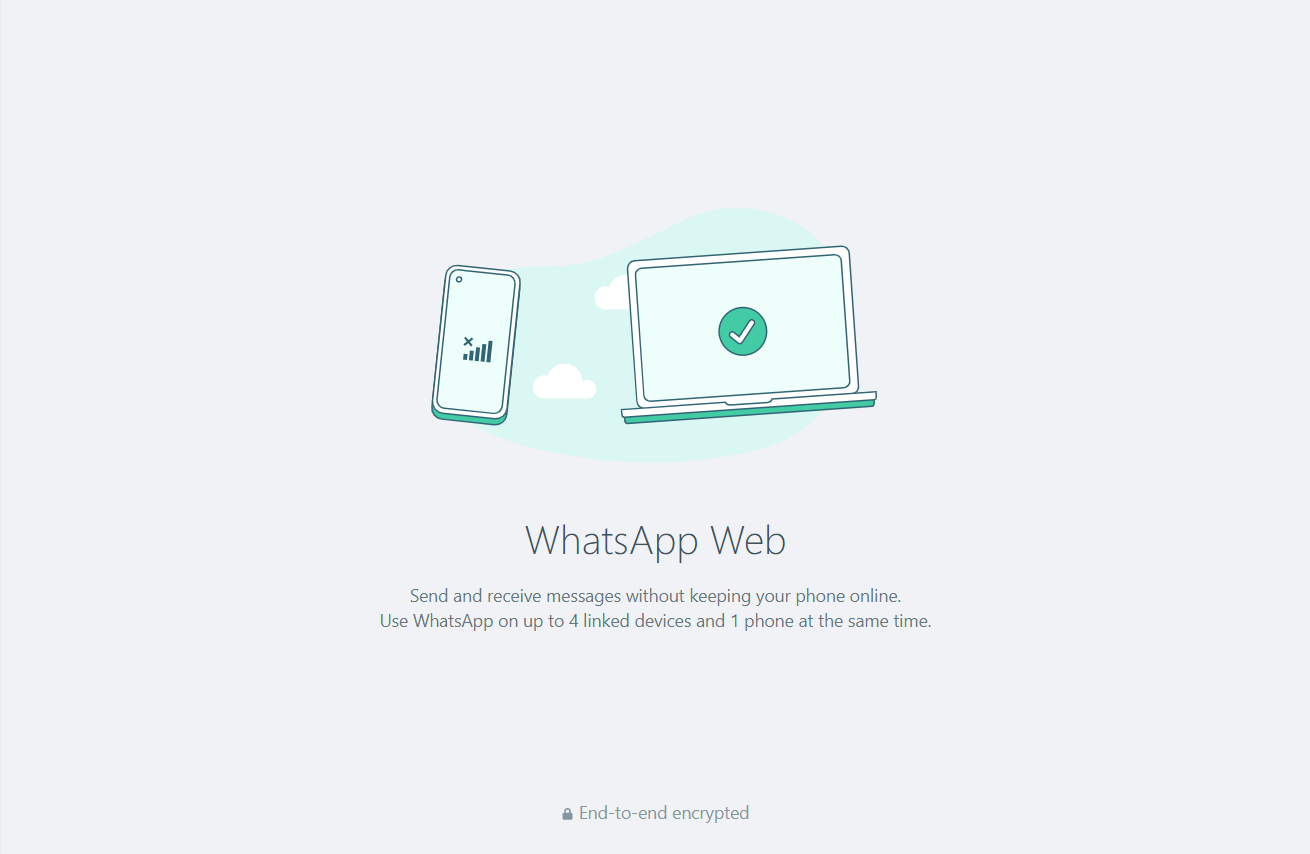 WhatsApp Web
Send and receive messages without keeping your phone online.
Use WhatsApp on up to 4 linked devices and 1 phone at the same time.
End-to-end encrypted